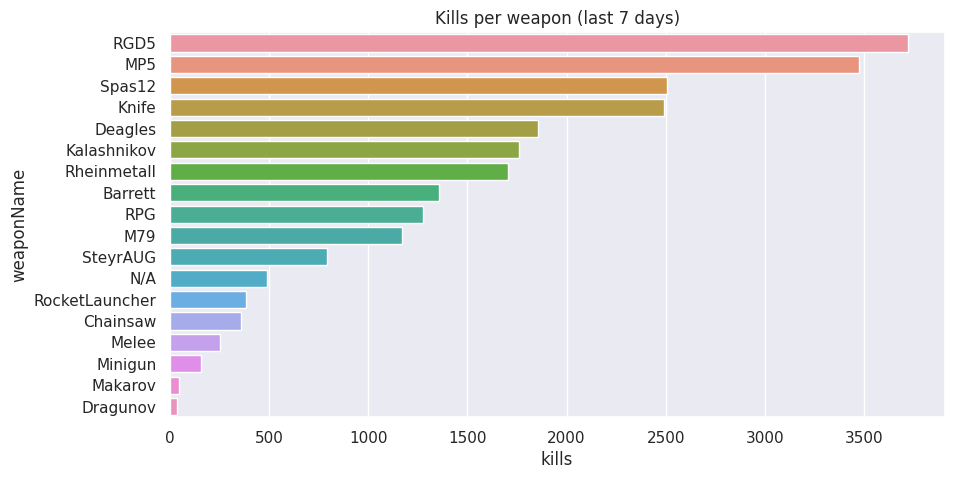 Kills per weapon (last 7 days)
weaponName
RGD5
MP5
Spas12
Knife
Deagles
Kalashnikov
Rheinmetall
Barrett
RPG
M79
SteyrAUG
N/A
RocketLauncher
Chainsaw
Melee
Minigun
Makarov
Dragunov
0 500 1000 1500 2000 2500 3000 3500
kills